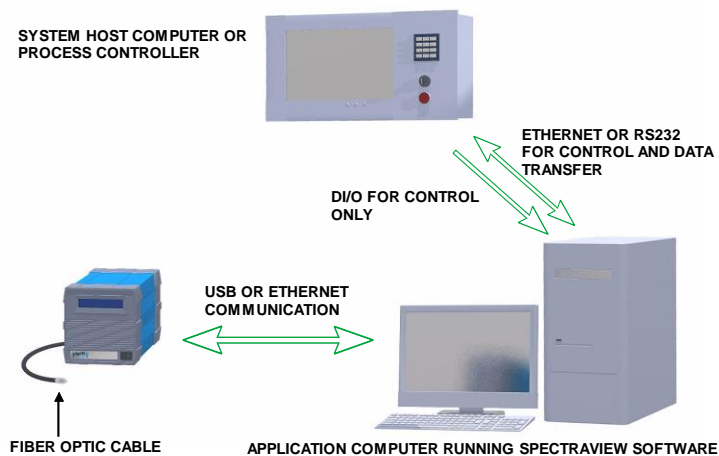 SYSTEM HOST COMPUTER OR
PROCESS CONTROLLER
ETHERNET OR RS232
FOR CONTROL AND DATA
TRANSFER
DI/O FOR CONTROL
ONLY
USB OR ETHERNET
COMMUNICATION
verity
FIBER OPTIC CABLE
APPLICATION COMPUTER RUNNING SPECTRAVIEW SOFTWARE